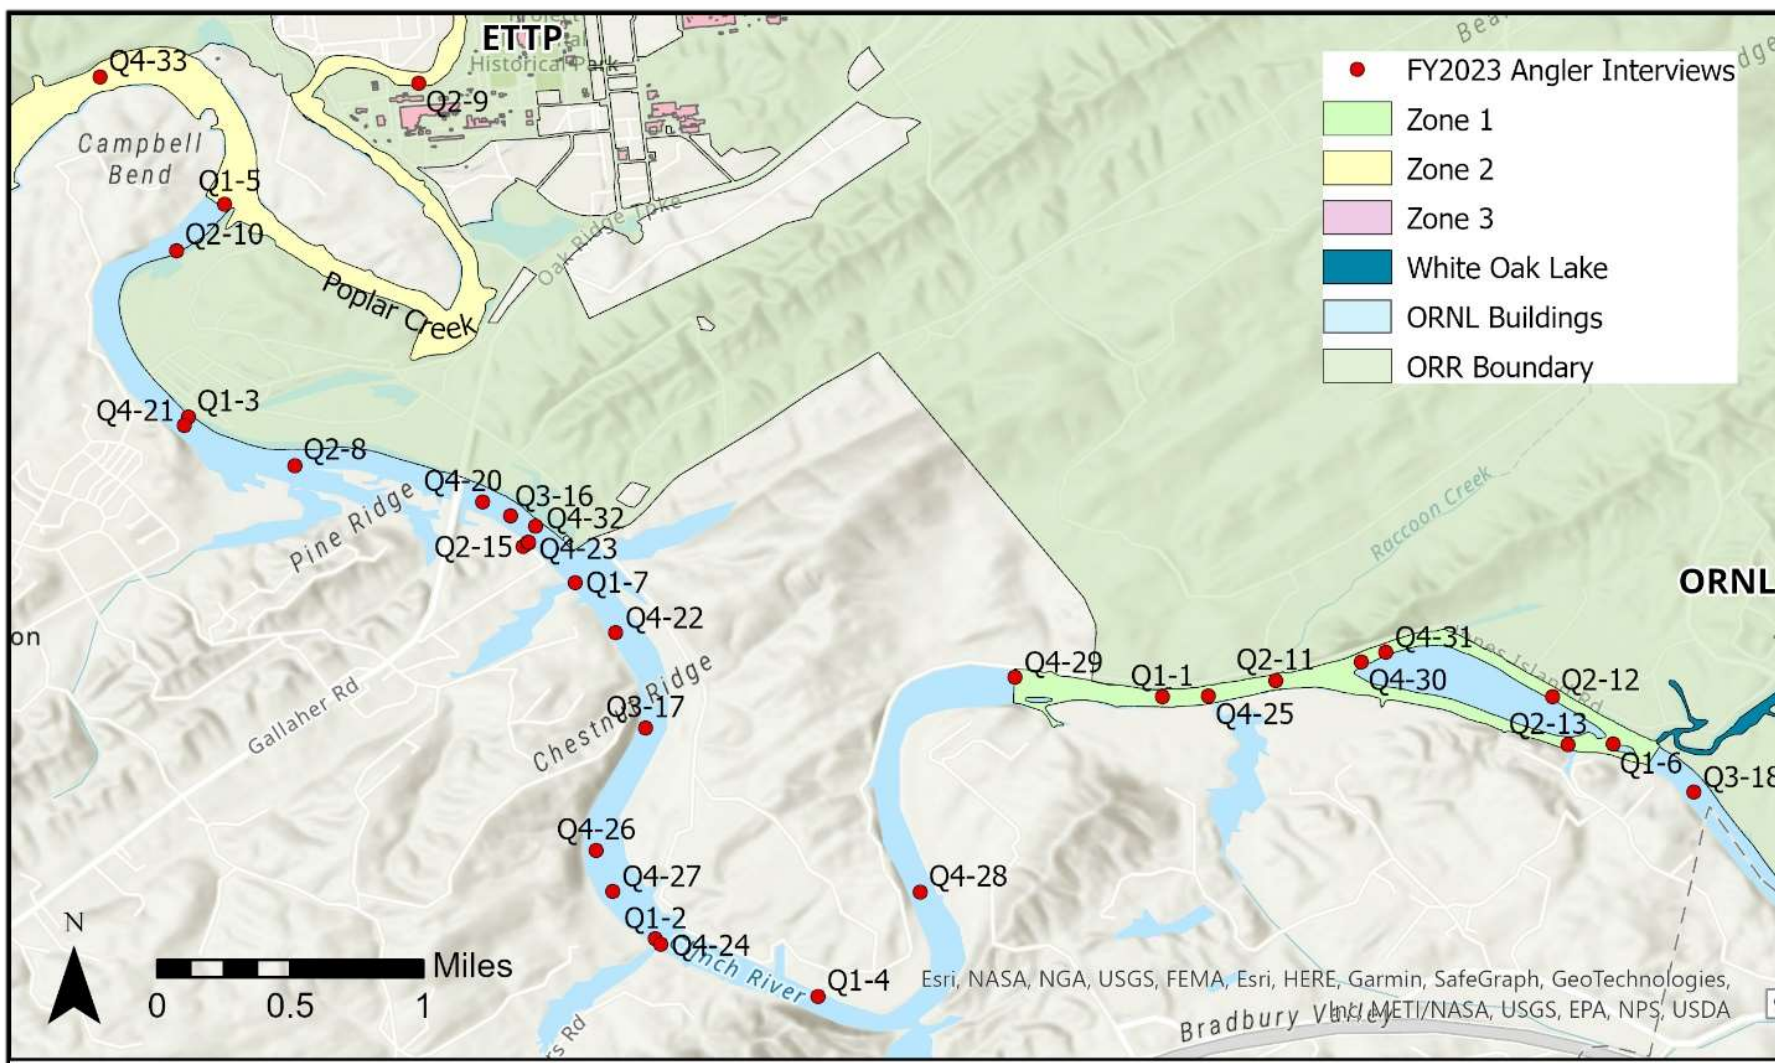 ETTP
Historical Park
Bea
dge
Q4-33
Q2-9
Campbell
Bend
Q1-5
Q2-10
Oak Ridge Tpke
Poplar Creek
FY2023 Angler Interviews
Zone 1
Zone 2
Zone 3
White Oak Lake
ORNL Buildings
ORR Boundary
Q4-21
Q1-3
Q2-8
Q4-20
Q3-16
Q4-32
Q2-15
Q4-23
Pine Ridge
Raccoon Creek
Q1-7
ORNL
Q4-22
on
Q4-29
Q1-1
Q2-11
Q4-31
Q4-30
Q4-25
Q2-12
Q2-13
Q1-6
Q3-18
Gallaher Rd
Chestnut Ridge
Q3-17
Q4-26
Q4-27
Q4-28
Q1-2
Q4-24
inch River
Q1-4
N
Miles
0 0.5 1
rs Rd
Esri, NASA, NGA, USGS, FEMA, Esri, HERE, Garmin, SafeGraph, GeoTechnologies,
Inc, METI/NASA, USGS, EPA, NPS, USDA
Bradbury Valley